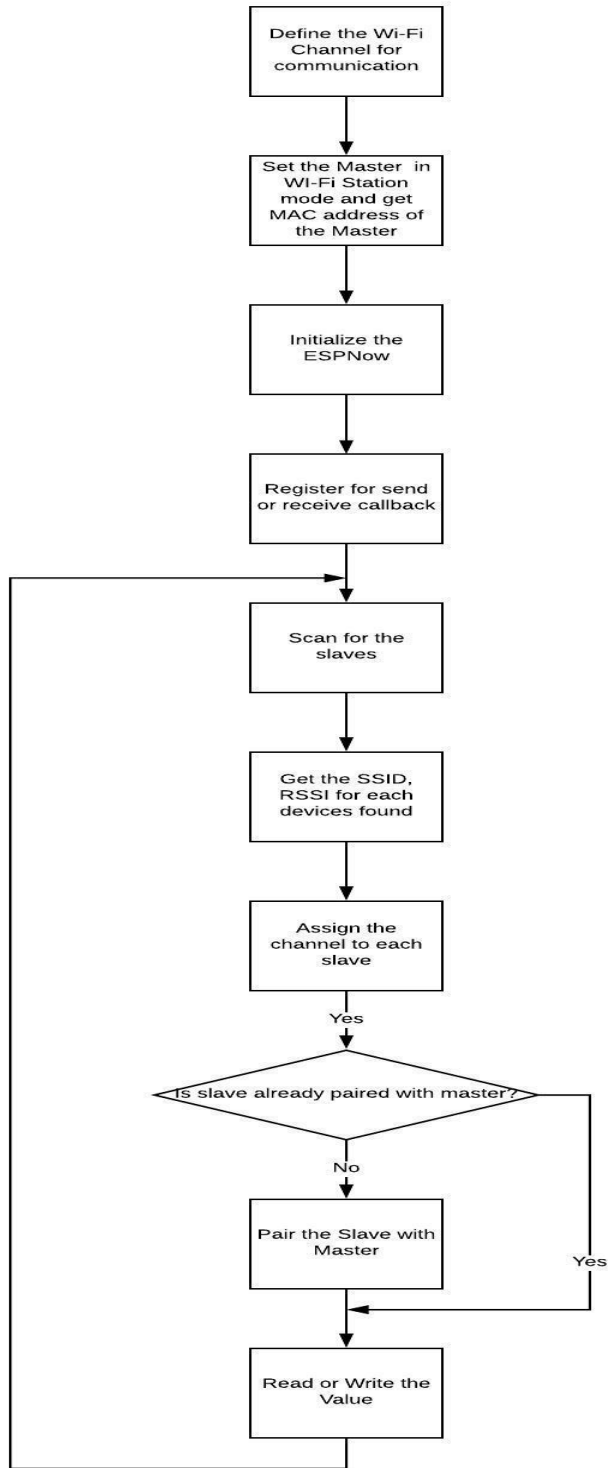 Define the Wi-Fi
Channel for
communication
Set the Master in
WI-Fi Station
mode and get
MAC address of
the Master
Initialize the
ESPNow
Register for send
or receive callback
Scan for the
slaves
Get the SSID,
RSSI for each
devices found
Assign the
channel to each
slave
Yes
Is slave already paired with master?
No
Pair the Slave with
Master
Yes
Read or Write the
Value